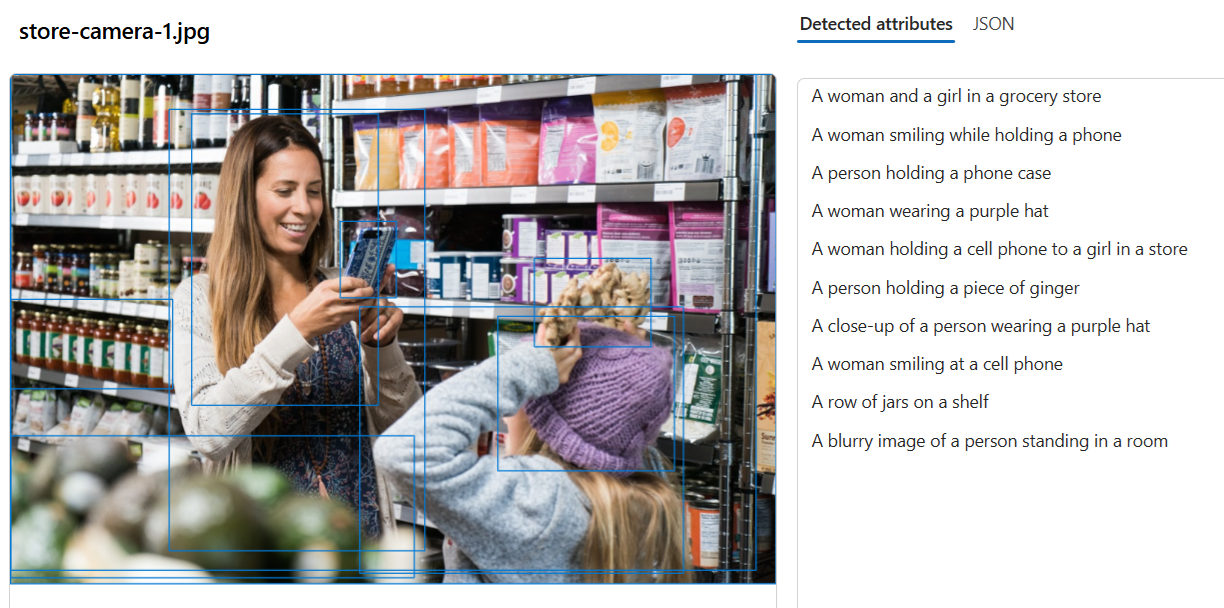 store-camera-1.jpg
Detected attributes JSON
A woman and a girl in a grocery store
A woman smiling while holding a phone
A person holding a phone case
A woman wearing a purple hat
A woman holding a cell phone to a girl in a store
A person holding a piece of ginger
A close-up of a person wearing a purple hat
A woman smiling at a cell phone
A row of jars on a shelf
A blurry image of a person standing in a room